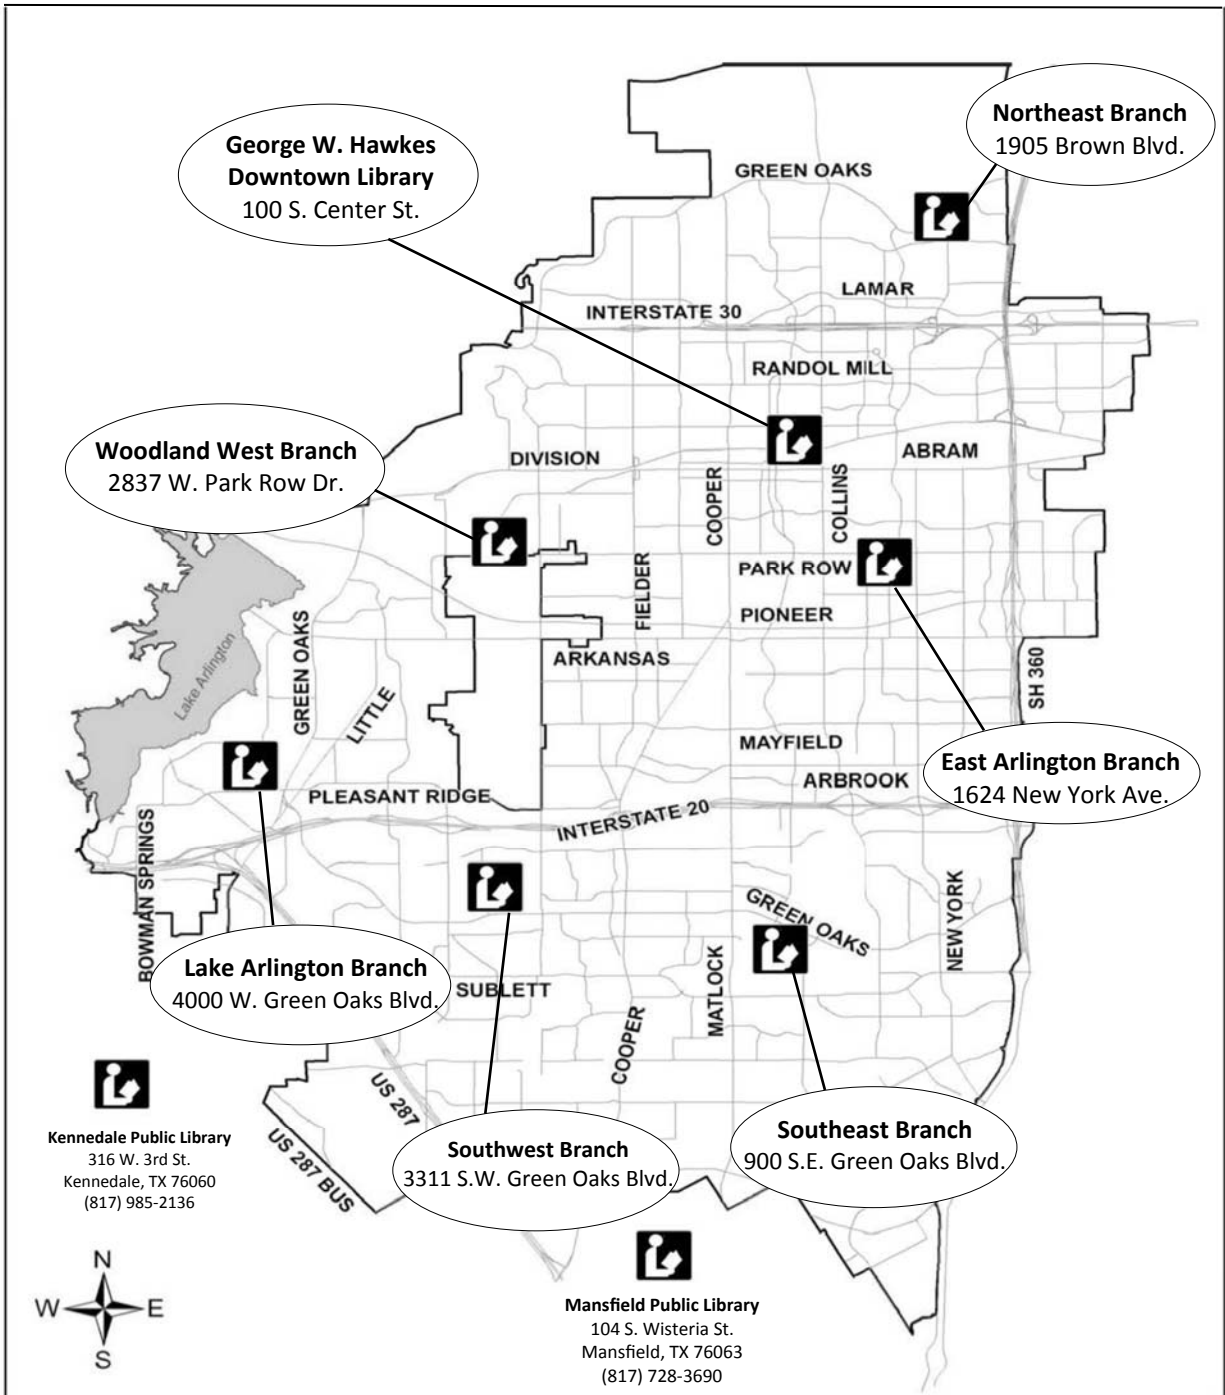 Northeast Branch
1905 Brown Blvd.
George W. Hawkes
Downtown Library
100 S. Center St.
GREEN OAKS
LAMAR
INTERSTATE 30
RANDOL MILL
Woodland West Branch
2837 W. Park Row Dr.
DIVISION
ABRAM
COOPER
COLLINS
PARK ROW
FIELDER
PIONEER
Lake Arlington
GREEN OAKS
ARKANSAS
SH 360
LITTLE
MAYFIELD
East Arlington Branch
1624 New York Ave.
ARBROOK
PLEASANT RIDGE
INTERSTATE 20
BOWMAN SPRINGS
GREEN OAKS
NEW YORK
Lake Arlington Branch
4000 W. Green Oaks Blvd.
SUBLETT
MATLOCK
COOPER
US 287
US 287 BUS
Kennedale Public Library
316 W. 3rd St.
Kennedale, TX 76060
(817) 985-2136
Southwest Branch
3311 S.W. Green Oaks Blvd.
Southeast Branch
900 S.E. Green Oaks Blvd.
N
W
E
S
Mansfield Public Library
104 S. Wisteria St.
Mansfield, TX 76063
(817) 728-3690